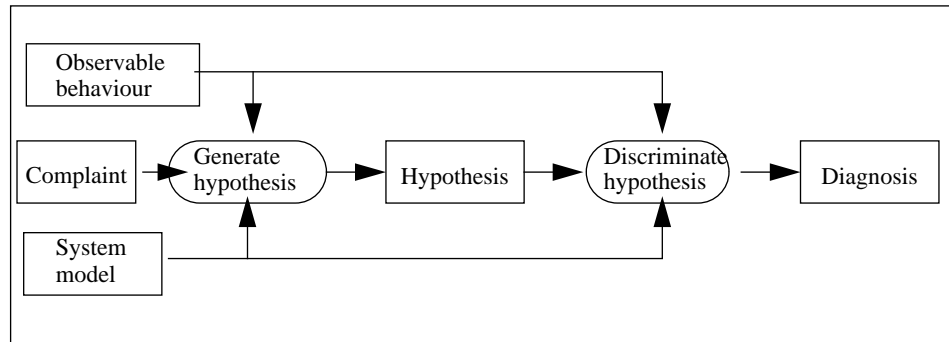 Observable
behaviour
Complaint
Generate
hypothesis
Hypothesis
Discriminate
hypothesis
Diagnosis
System
model